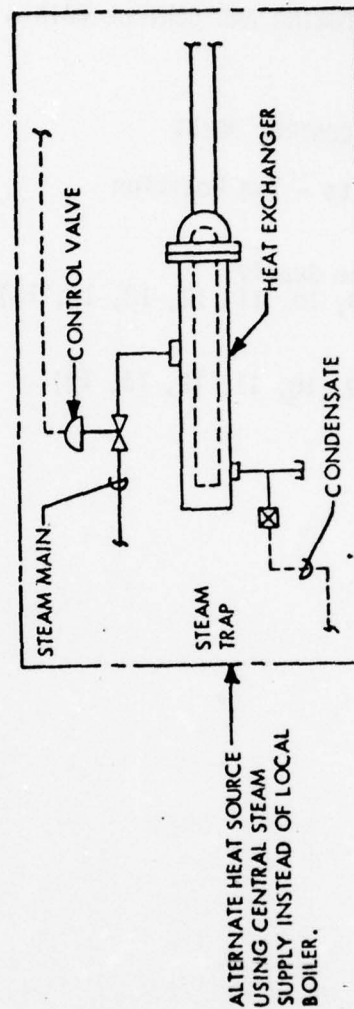 STEAM MAIN
CONTROL VALVE
STEAM
TRAP
HEAT EXCHANGER
CONDENSATE
ALTERNATE HEAT SOURCE
USING CENTRAL STEAM
SUPPLY INSTEAD OF LOCAL
BOILER.